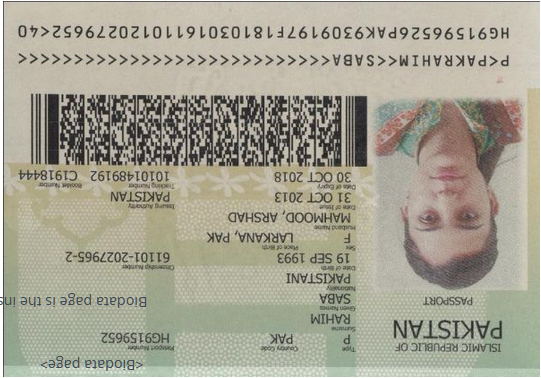 <Biodata page>
ISLAMIC REPUBLIC OF
PAKISTAN
PASSPORT
Type Country Code Passport Number
P PAK HG9159652
Surname
RAHIM
Given Names
SABA
Biodata page is the ins
Nationality
PAKISTANI
Date of Birth Citizenship Number
19 SEP 1993 61101-2027965-2
Sex Place of Birth
F LARKANA, PAK
Husband Name
MAHMOOD, ARSHAD
Date of Issue Issuing Authority
31 OCT 2013 PAKISTAN
Date of Expiry Tracking Number Booklet Number
30 OCT 2018 10101489192 C1918444
P<PAKRAHIM<<SABA<<<<<<<<<<<<<<<<<<<<<<<<<<<<
HG91596526PAK9309197F18103016110120279652<40